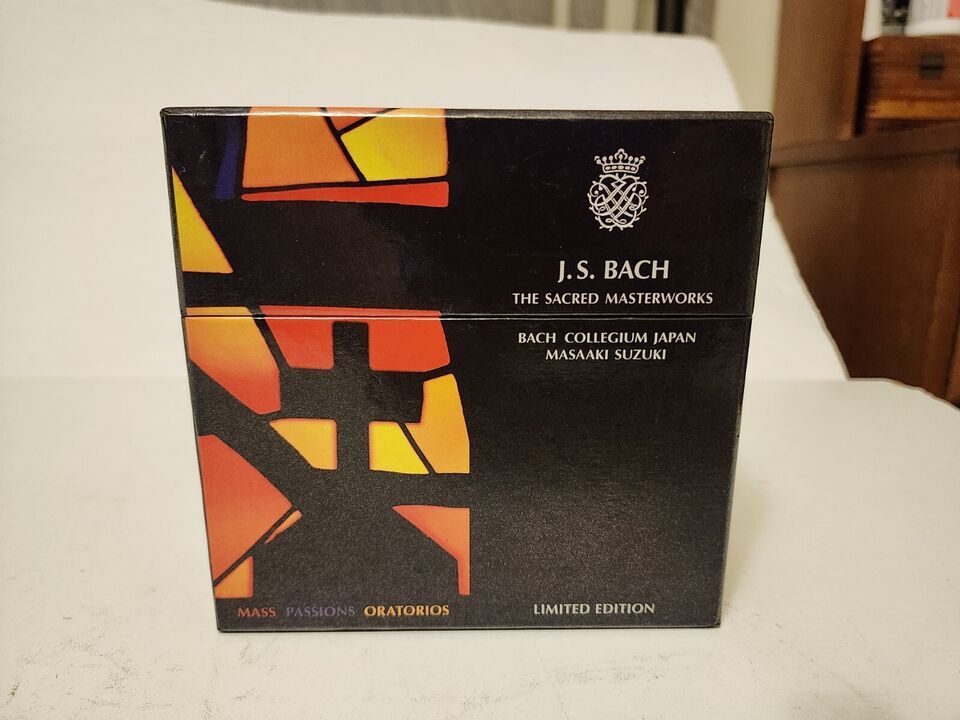 J. S. BACH
THE SACRED MASTERWORKS
BACH COLLEGIUM JAPAN
MASAAKI SUZUKI
MASS PASSIONS ORATORIOS
LIMITED EDITION